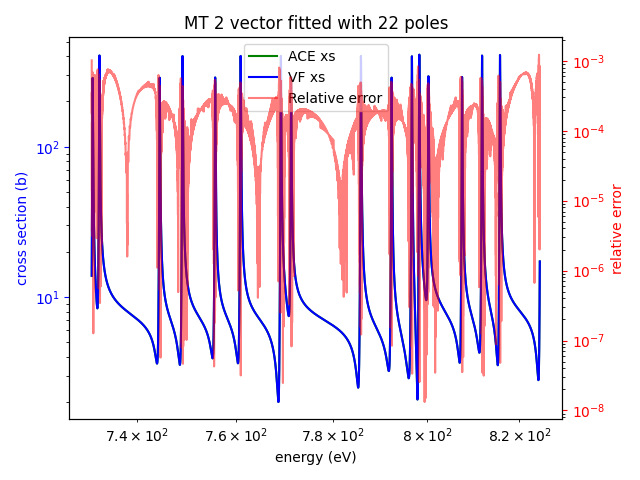 MT 2 vector fitted with 22 poles
ACE xs
VF xs
Relative error
cross section (b)
10²
10¹
10⁻³
10⁻⁴
10⁻⁵
10⁻⁶
10⁻⁷
10⁻⁸
relative error
7.4 × 10² 7.6 × 10² 7.8 × 10² 8 × 10² 8.2 × 10²
energy (eV)